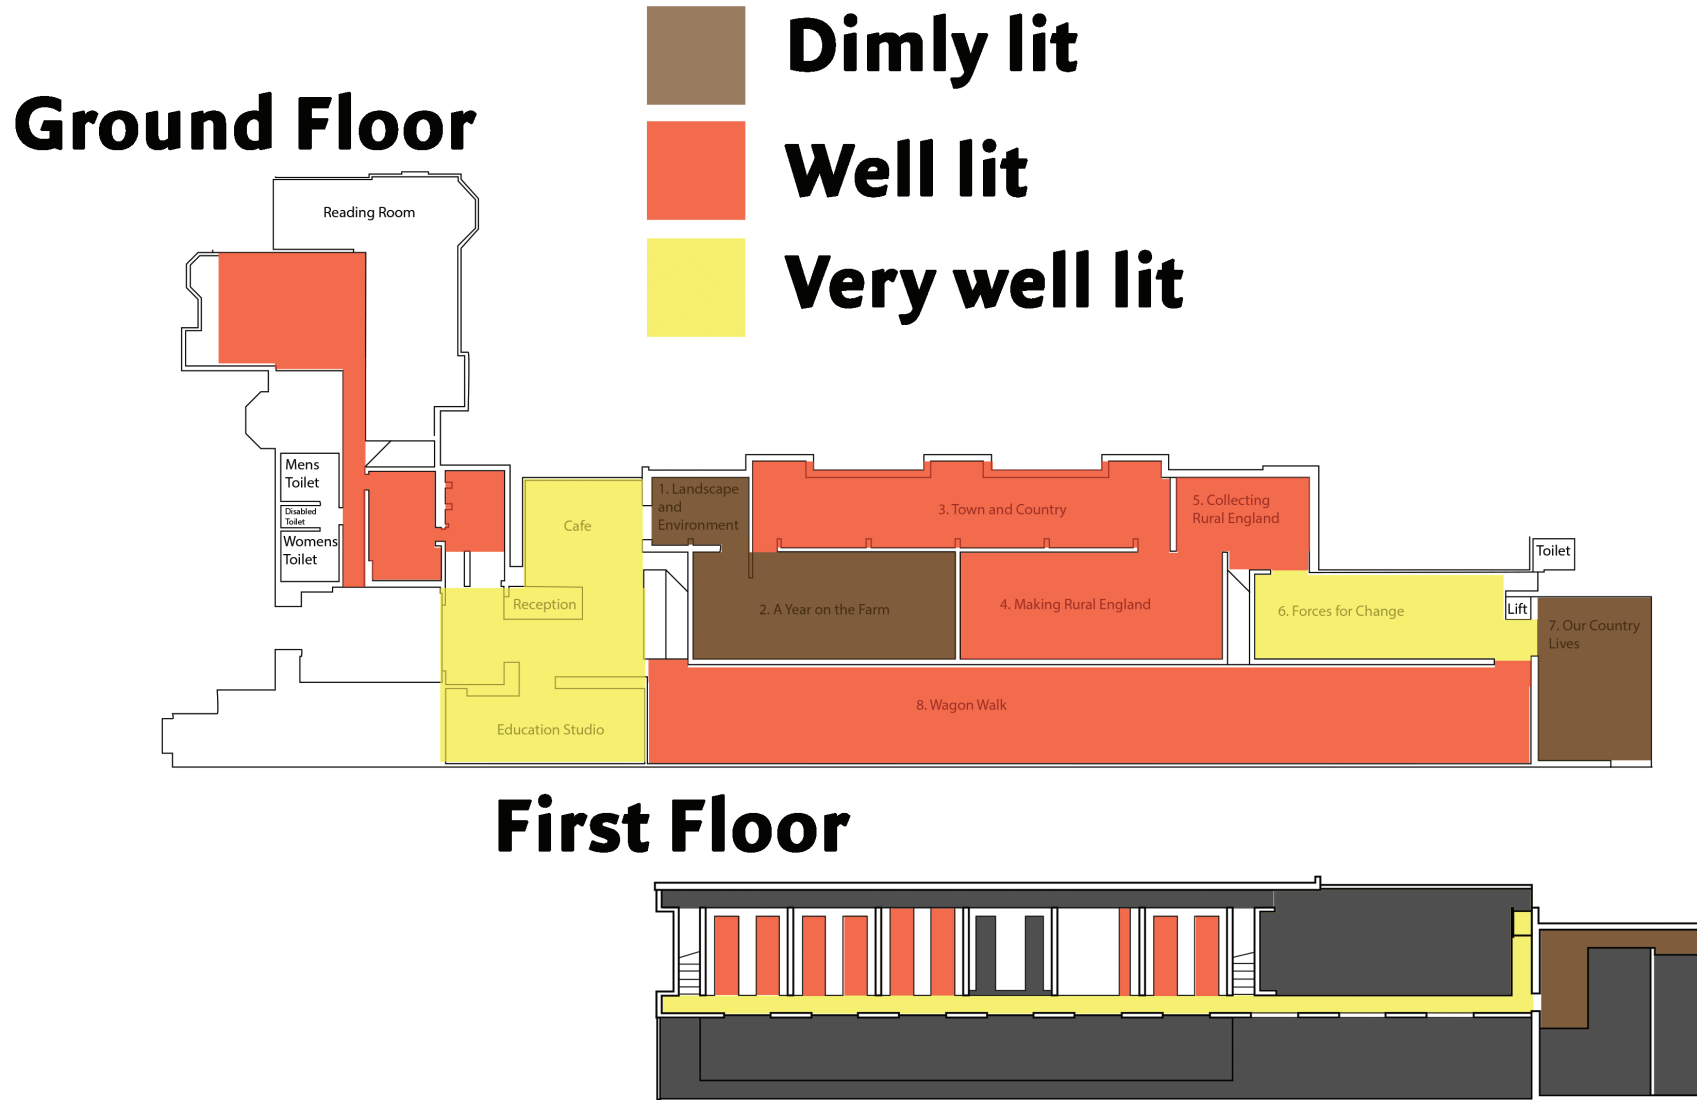 Dimly lit
Well lit
Very well lit
Ground Floor
Reading Room
Mens
Toilet
Disabled
Toilet
Womens
Toilet
Cafe
Reception
Education Studio
1. Landscape
and
Environment
2. A Year on the Farm
3. Town and Country
4. Making Rural England
5. Collecting
Rural England
6. Forces for Change
Toilet
Lift
7. Our Country
Lives
8. Wagon Walk
First Floor